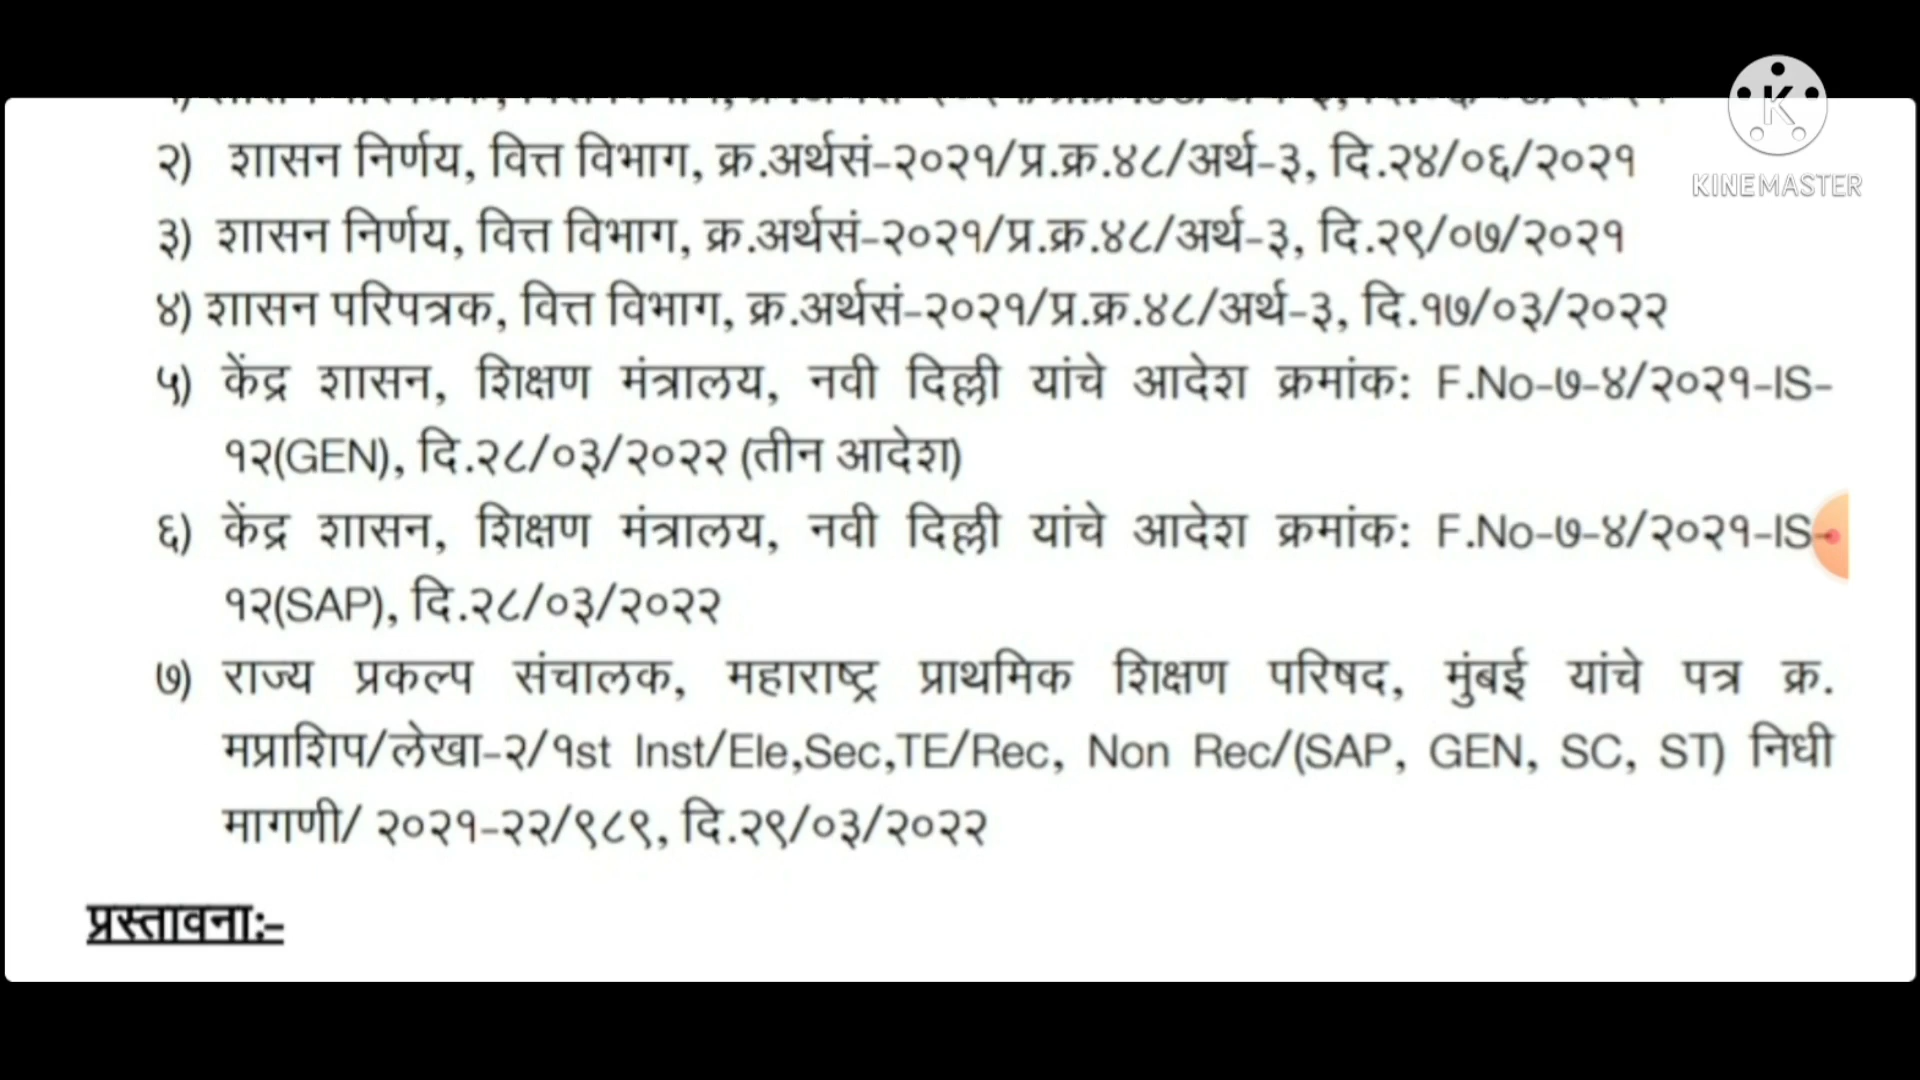 २) शासन निर्णय, वित्त विभाग, क्र.अर्थसं-२०२१/प्र.क्र.४८/अर्थ-३, दि.२४/०६/२०२१
३) शासन निर्णय, वित्त विभाग, क्र.अर्थसं-२०२१/प्र.क्र.४८/अर्थ-३, दि.२९/०७/२०२१
४) शासन परिपत्रक, वित्त विभाग, क्र.अर्थसं-२०२१/प्र.क्र.४८/अर्थ-३, दि.१७/०३/२०२२
५) केंद्र शासन, शिक्षण मंत्रालय, नवी दिल्ली यांचे आदेश क्रमांक: F.No-७-४/२०२१-IS-
१२(GEN), दि.२८/०३/२०२२ (तीन आदेश)
६) केंद्र शासन, शिक्षण मंत्रालय, नवी दिल्ली यांचे आदेश क्रमांक: F.No-७-४/२०२१-IS-
१२(SAP), दि.२८/०३/२०२२
७) राज्य प्रकल्प संचालक, महाराष्ट्र प्राथमिक शिक्षण परिषद, मुंबई यांचे पत्र क्र.
मप्राशिप/लेखा-२/१st Inst/Ele,Sec,TE/Rec, Non Rec/(SAP, GEN, SC, ST) निधी
मागणी/ २०२१-२२/९८९, दि.२९/०३/२०२२
प्रस्तावना:-
K
KINEMASTER